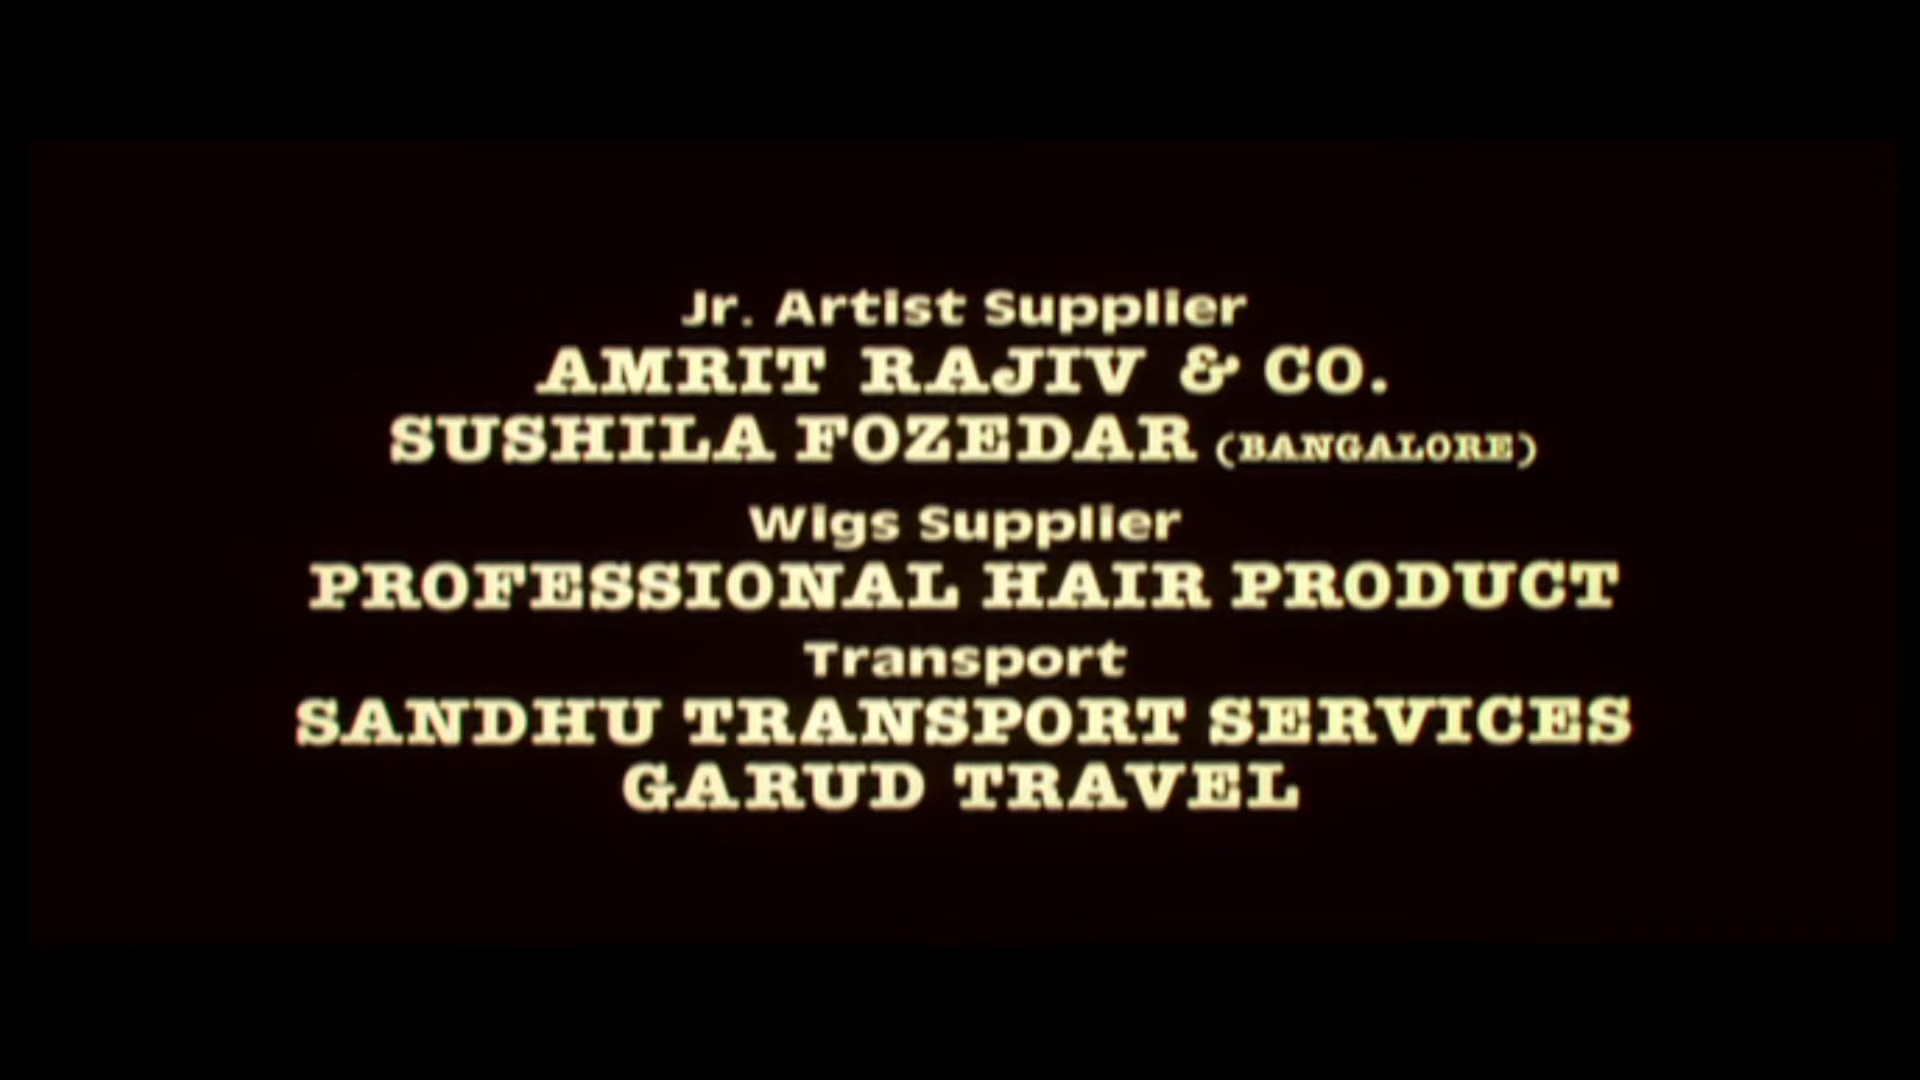 Jr. Artist Supplier
AMRIT RAJIV & CO.
SUSHILA FOZEDAR (BANGALORE)
Wigs Supplier
PROFESSIONAL HAIR PRODUCT
Transport
SANDHU TRANSPORT SERVICES
GARUD TRAVEL